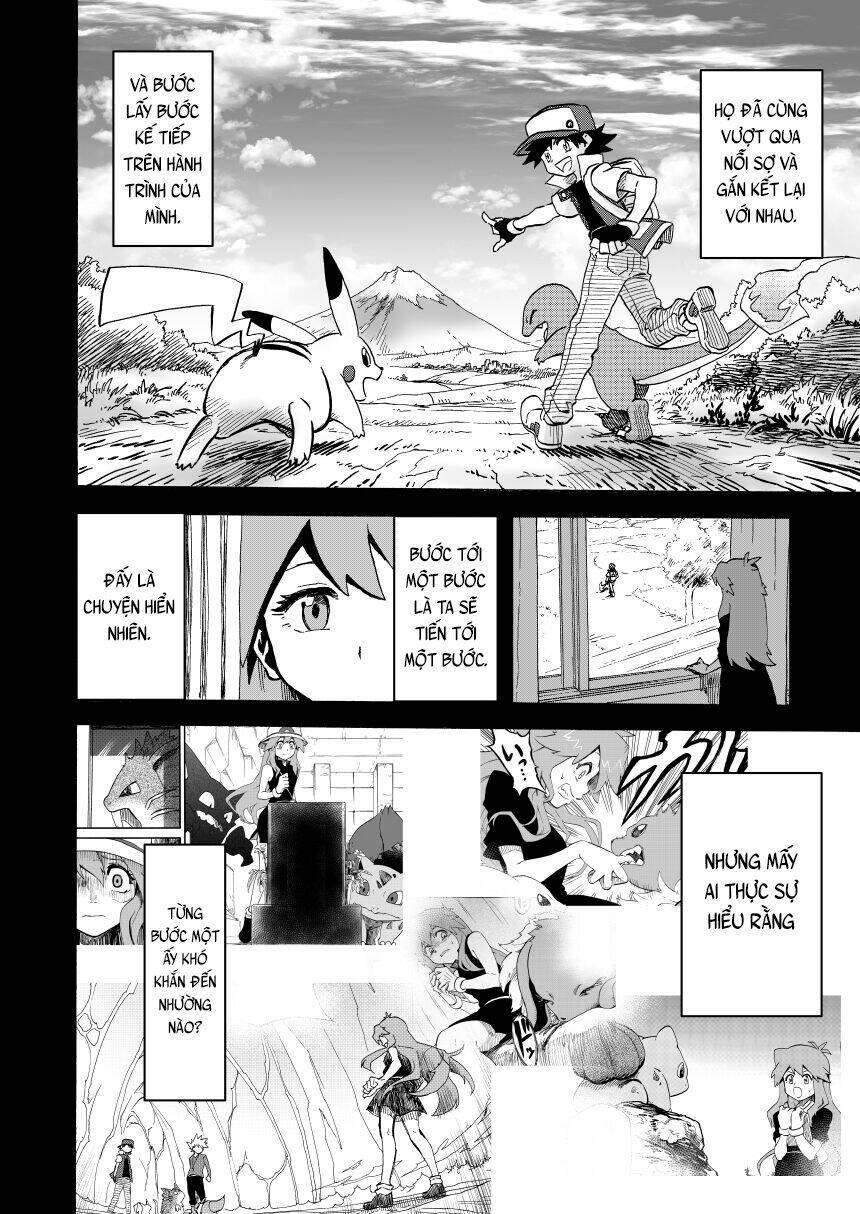 HỌ ĐÃ CÙNG
VƯỢT QUA
NỖI SỢ VÀ
GẮN KẾT LẠI
VỚI NHAU.
VÀ BƯỚC
LẤY BƯỚC
KẾ TIẾP
TRÊN HÀNH
TRÌNH CỦA
MÌNH.
BƯỚC TỚI
MỘT BƯỚC
LÀ TA SẼ
TIẾN TỚI
MỘT BƯỚC.
ĐẤY LÀ
CHUYỆN HIỂN
NHIÊN.
NHƯNG MẤY
AI THỰC SỰ
HIỂU RẰNG
いっ…
TỪNG
BƯỚC MỘT
ẤY KHÓ
KHĂN ĐẾN
NHƯỜNG
NÀO?